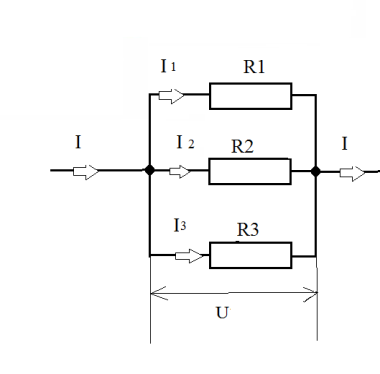 I1 R1
I I2 R2 I
I3 R3
U